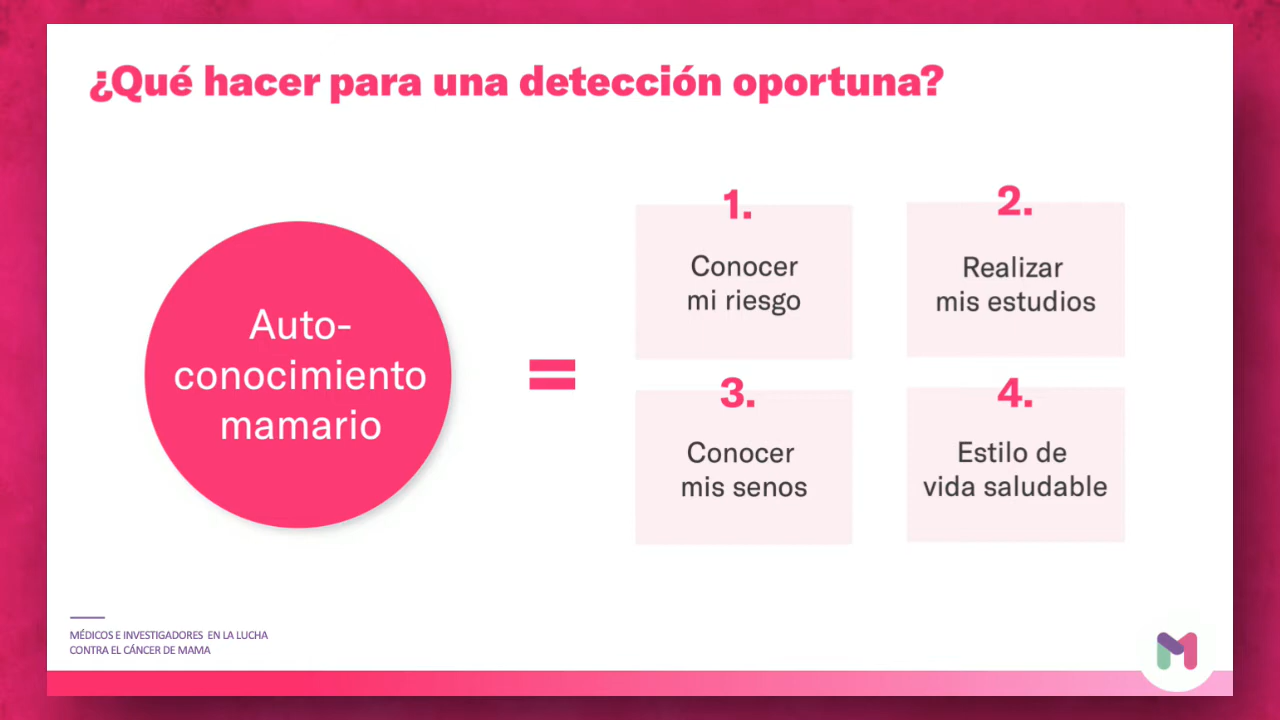 ¿Qué hacer para una detección oportuna?
Auto-
conocimiento
mamario
=
1.
Conocer
mi riesgo
2.
Realizar
mis estudios
3.
Conocer
mis senos
4.
Estilo de
vida saludable
MÉDICOS E INVESTIGADORES EN LA LUCHA
CONTRA EL CÁNCER DE MAMA